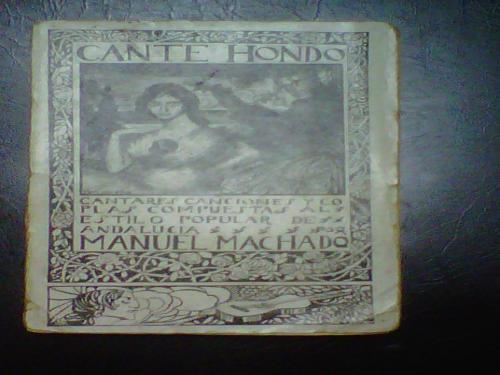 CANTE HONDO
CANTARES CANCIONES Y CO
PLAS COMPUESTAS AL
ESTILO POPULAR DE
ANDALUCIA POR
MANUEL MACHADO